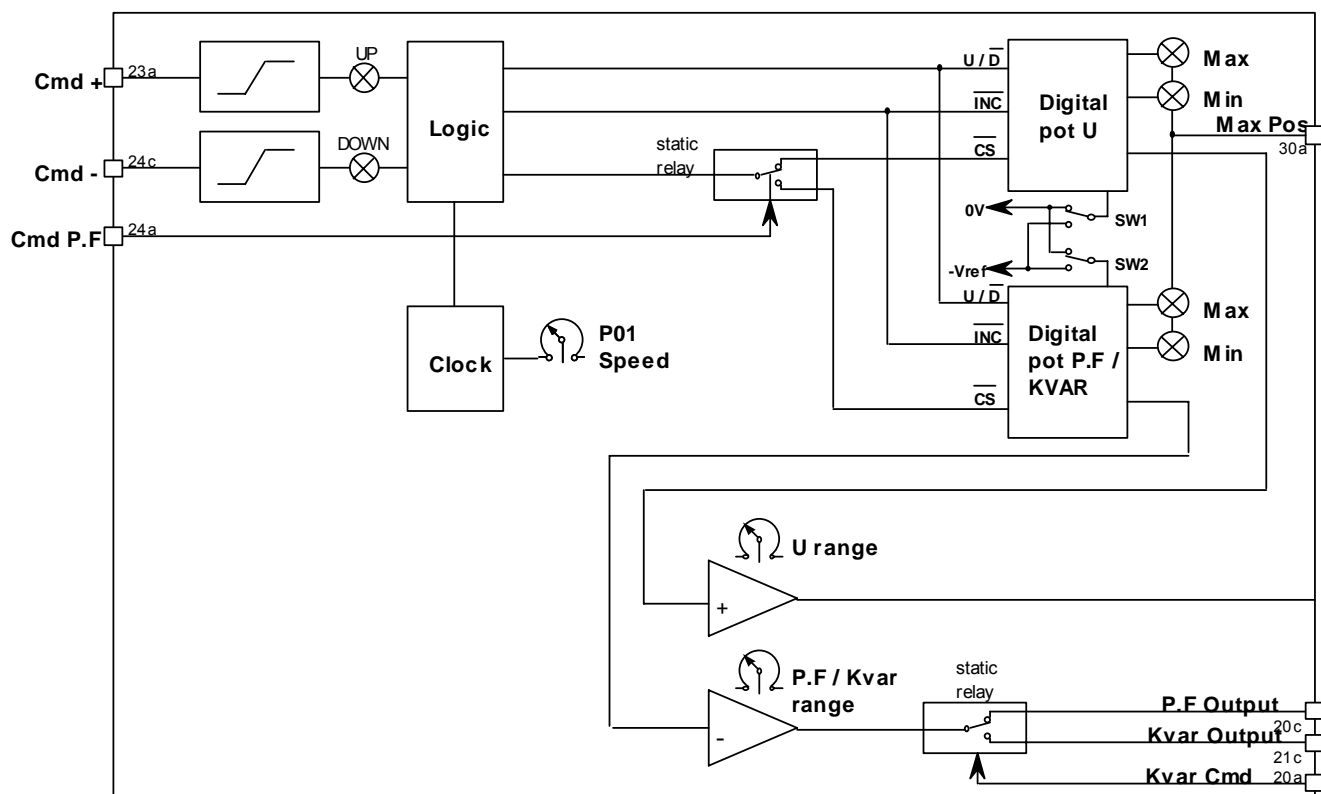 Cmd +
23a
UP
Logic
U / D
INC
CS
Digital
pot U
Max
Min
Max Pos
30a
Cmd -
24c
DOWN
static
relay
Cmd P.F
24a
0V
SW1
-Vref
SW2
Clock
P01
Speed
U / D
INC
CS
Digital
pot P.F /
KVAR
Max
Min
U range
+
P.F / Kvar
range
-
static
relay
P.F Output
20c
Kvar Output
21c
Kvar Cmd
20a